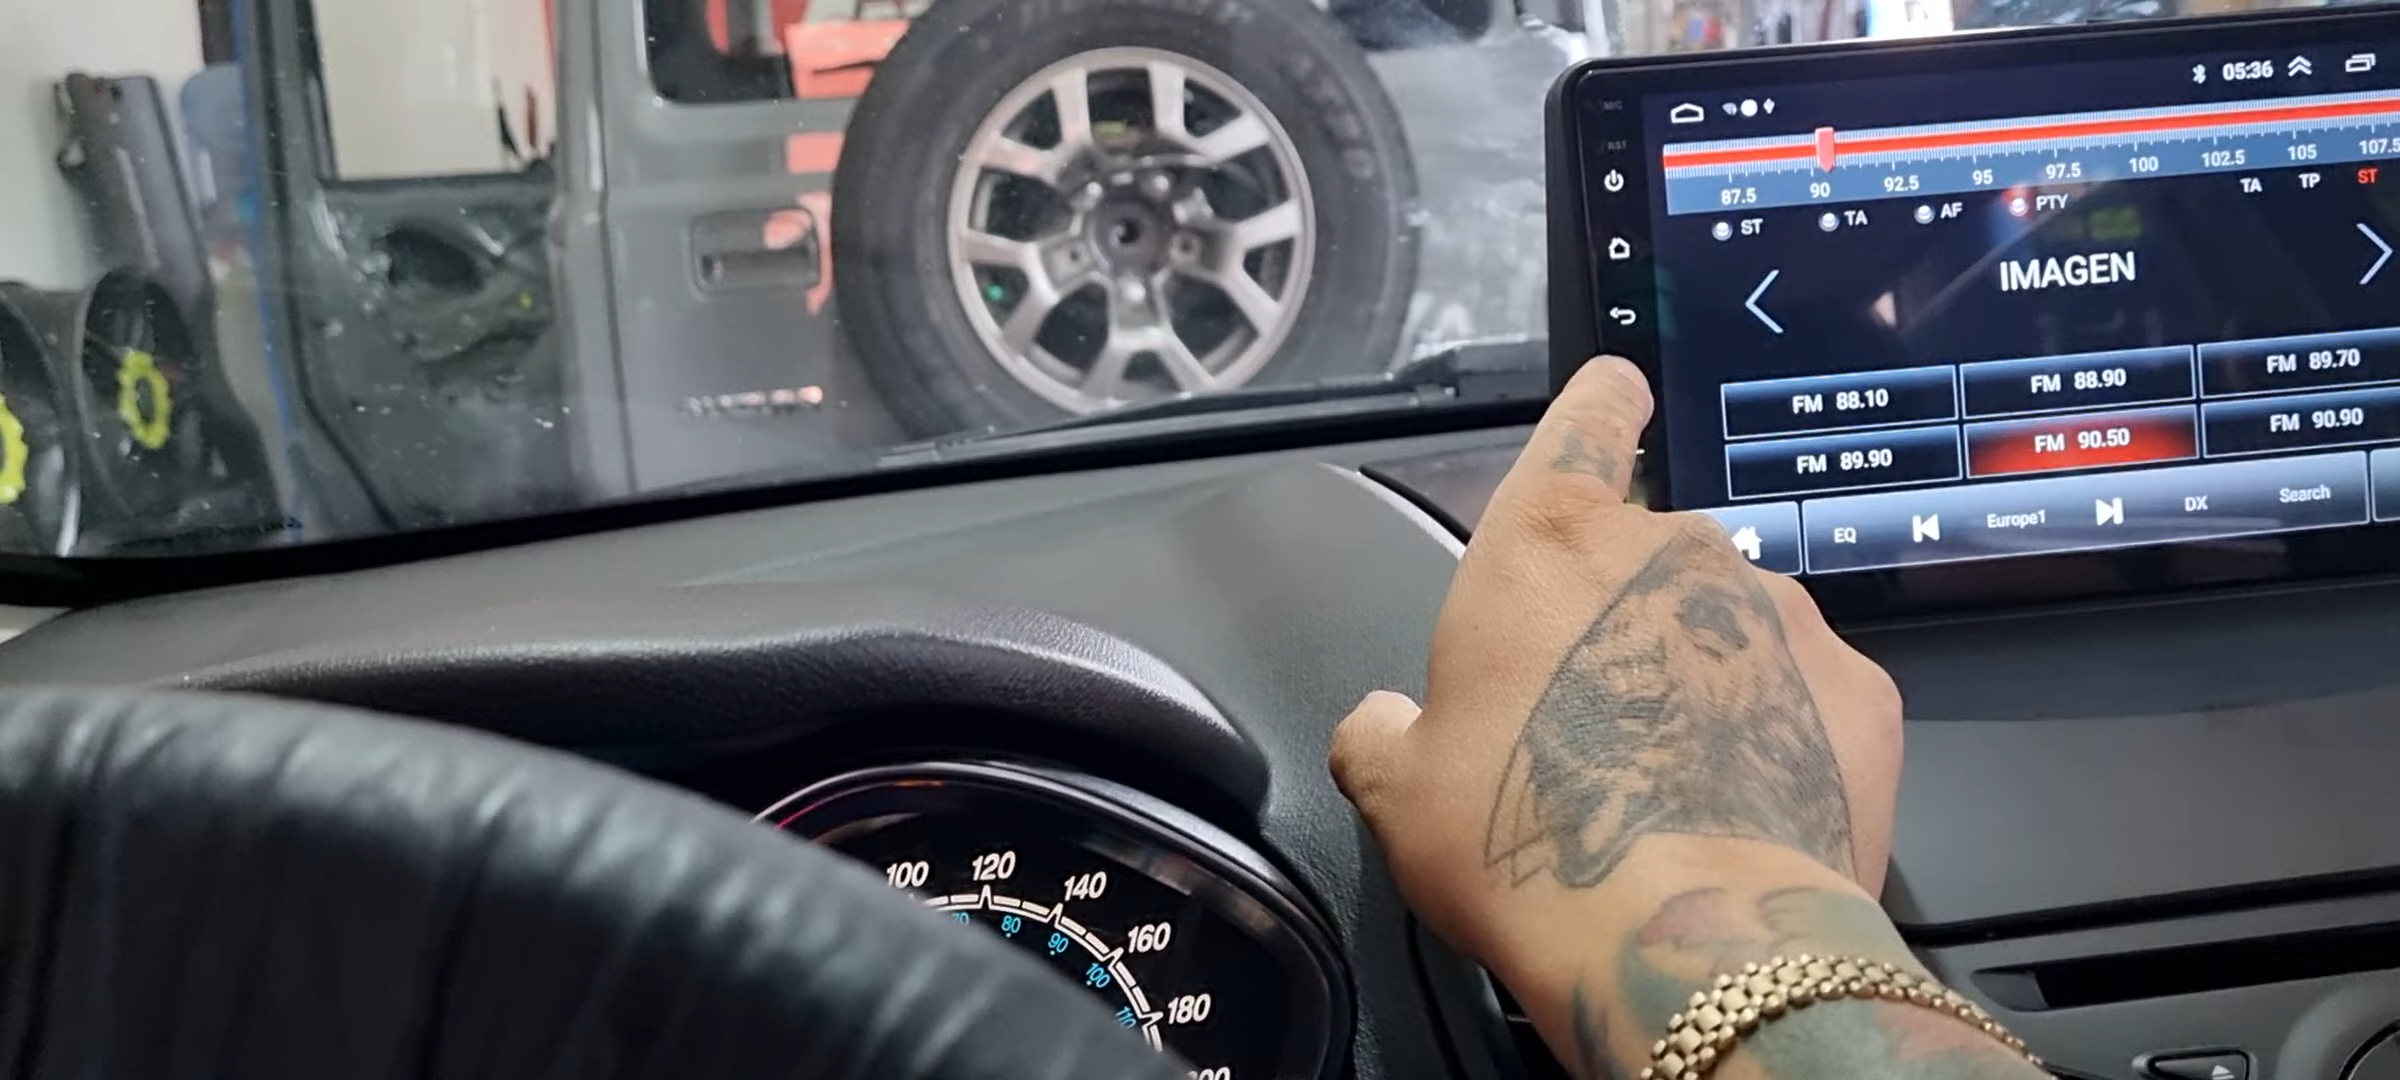 MIC
05:36
RST
87.5 90 92.5 95 97.5 100 102.5 105 107.5
TA TP ST
ST TA AF PTY
IMAGEN
FM 88.10 FM 88.90 FM 89.70
FM 89.90 FM 90.50 FM 90.90
EQ Europe1 DX Search
100 120 140 160 180
70 80 90 100 110